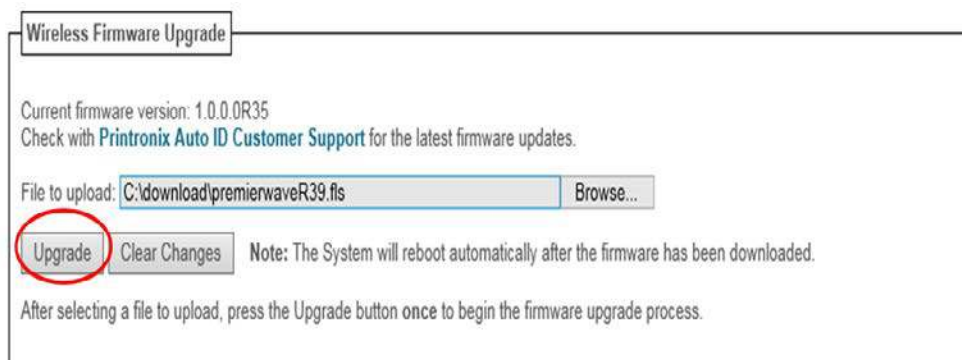 Wireless Firmware Upgrade
Current firmware version: 1.0.0.0R35
Check with Printronix Auto ID Customer Support for the latest firmware updates.
File to upload: C:\download\premierwaveR39.fls Browse...
Upgrade Clear Changes Note: The System will reboot automatically after the firmware has been downloaded.
After selecting a file to upload, press the Upgrade button once to begin the firmware upgrade process.